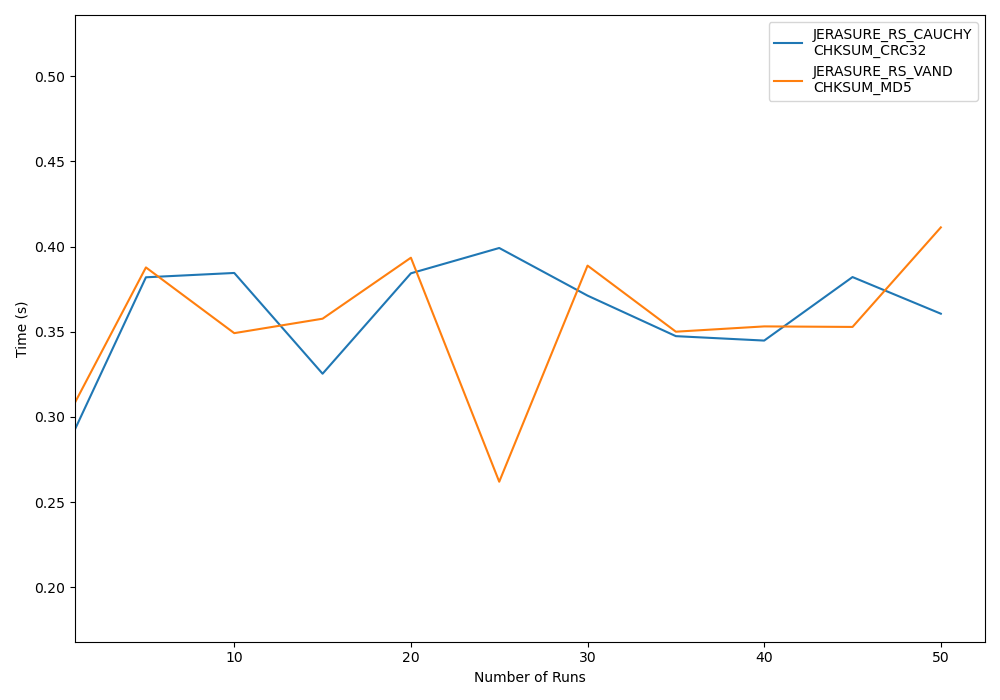 JERASURE_RS_CAUCHY
CHKSUM_CRC32
JERASURE_RS_VAND
CHKSUM_MD5
0.50
0.45
0.40
0.35
0.30
0.25
0.20
Time (s)
10 20 30 40 50
Number of Runs